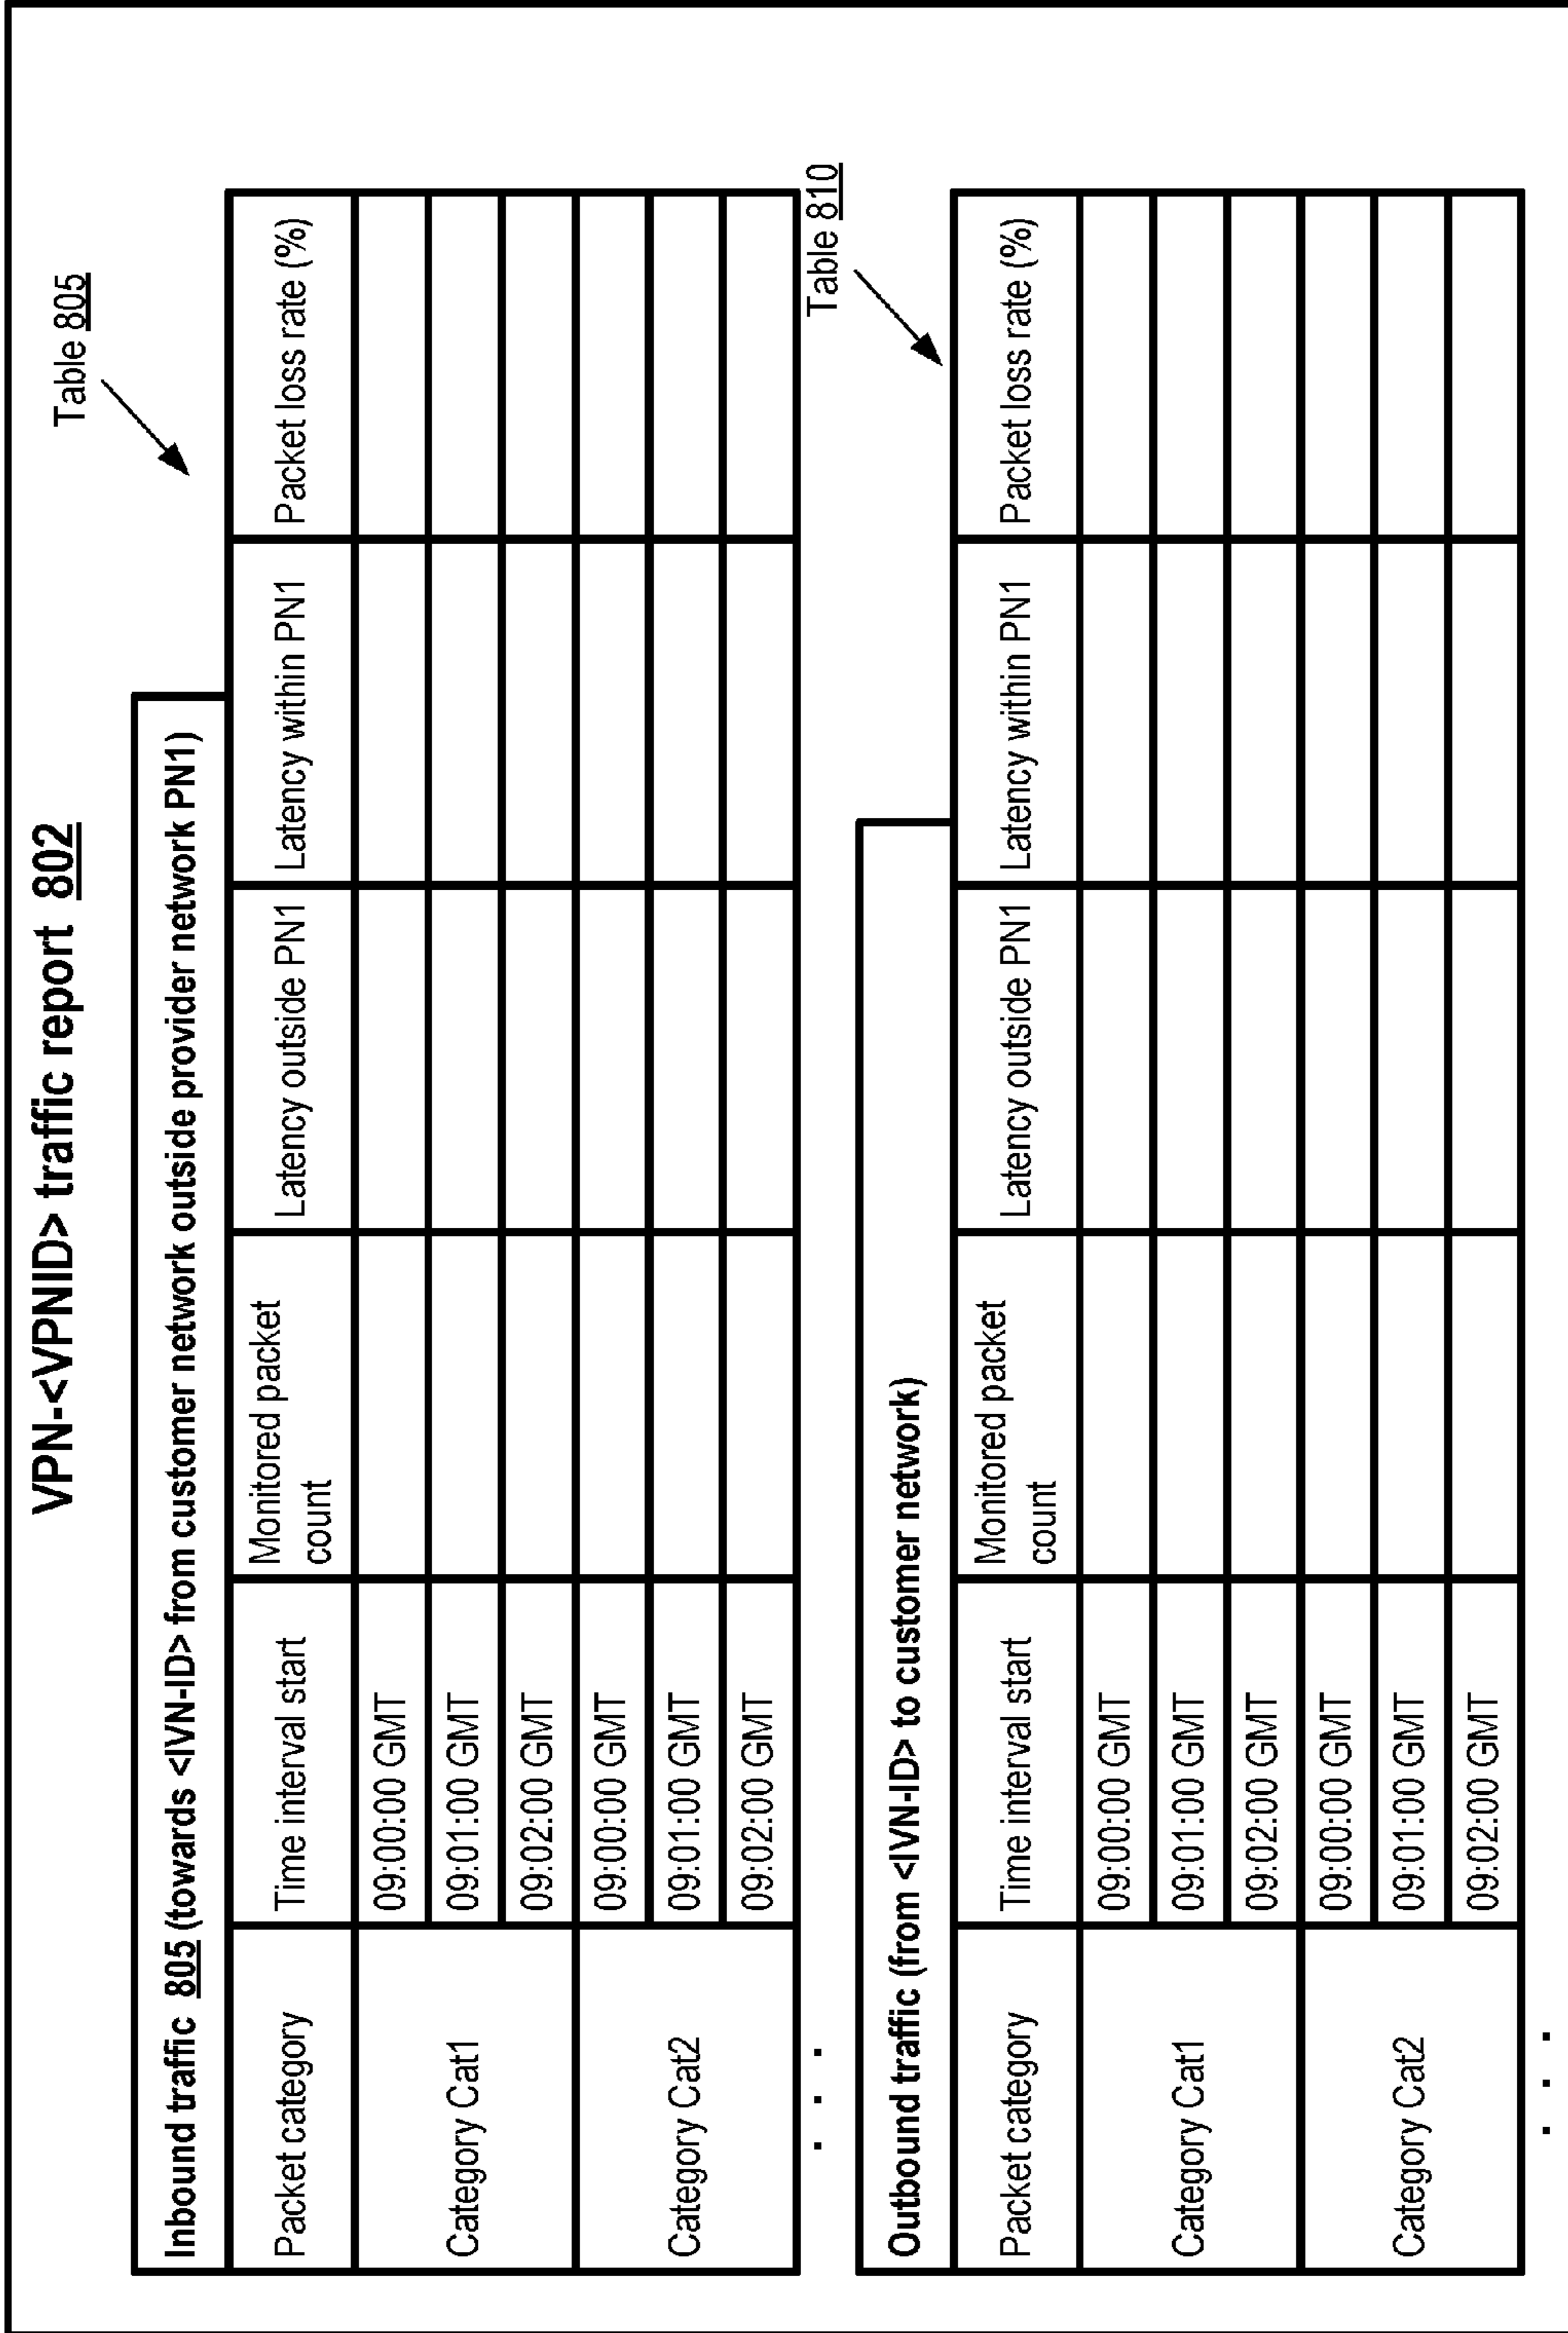 VPN-<VPNID> traffic report 802
Table 805
Inbound traffic 805 (towards <IVN-ID> from customer network outside provider network PN1)
Packet category
Time interval start
Monitored packet
count
Latency outside PN1
Latency within PN1
Packet loss rate (%)
Category Cat1
09:00:00 GMT
09:01:00 GMT
09:02:00 GMT
Category Cat2
09:00:00 GMT
09:01:00 GMT
09:02:00 GMT
. . .
Table 810
Outbound traffic (from <IVN-ID> to customer network)
Packet category
Time interval start
Monitored packet
count
Latency outside PN1
Latency within PN1
Packet loss rate (%)
Category Cat1
09:00:00 GMT
09:01:00 GMT
09:02:00 GMT
Category Cat2
09:00:00 GMT
09:01:00 GMT
09:02:00 GMT
. . .